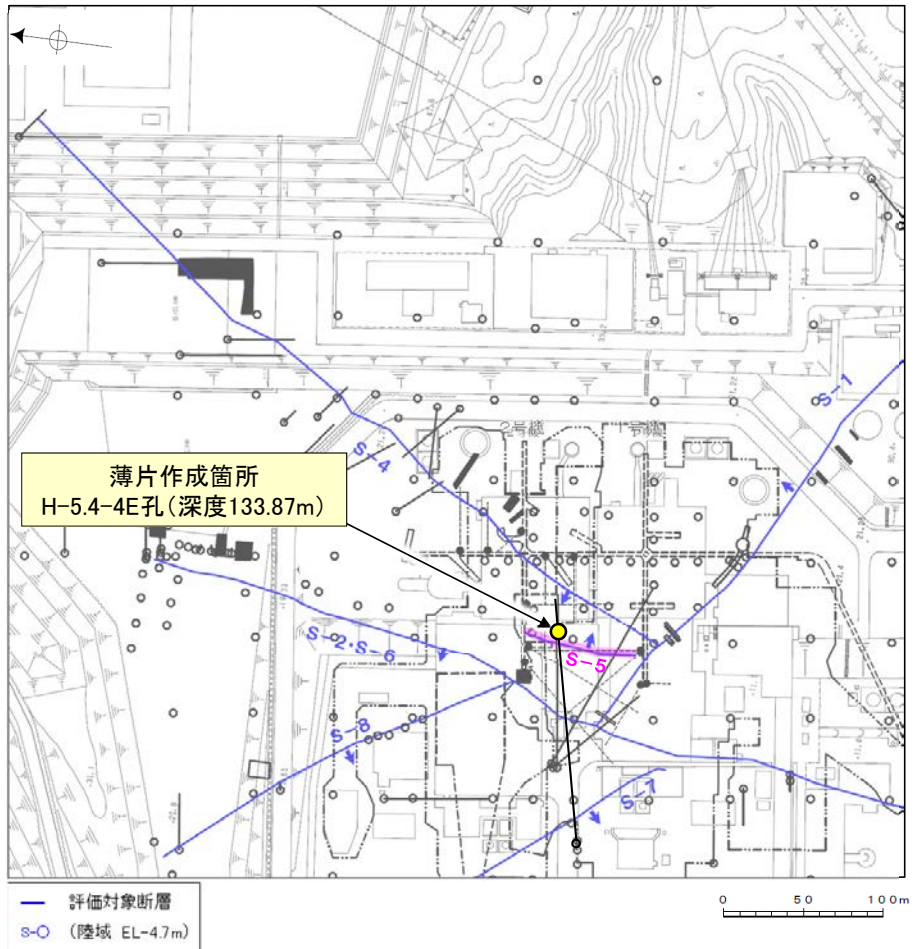 S-1
2号機
1号機
S-4
21.22
薄片作成箇所
H-5.4-4E孔(深度133.87m)
S-2・S-6
S-5
S-8
S-7
評価対象断層
S-○ (陸域 EL-4.7m)
0 50 100m